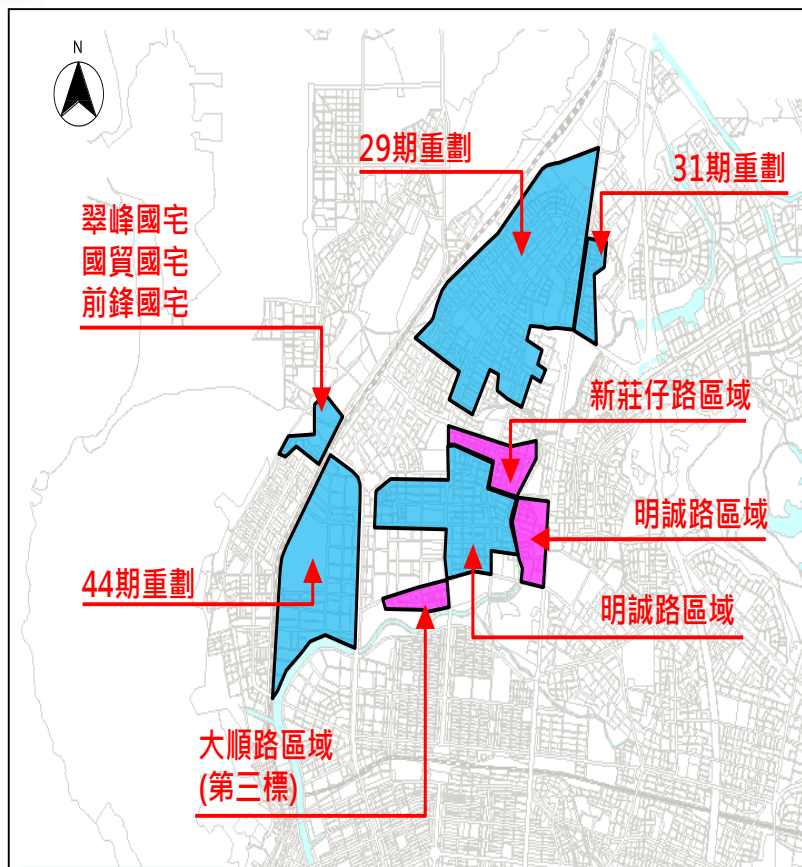 N
29期重劃
31期重劃
翠峰國宅
國貿國宅
前鋒國宅
新莊仔路區域
明誠路區域
44期重劃
明誠路區域
大順路區域
(第三標)